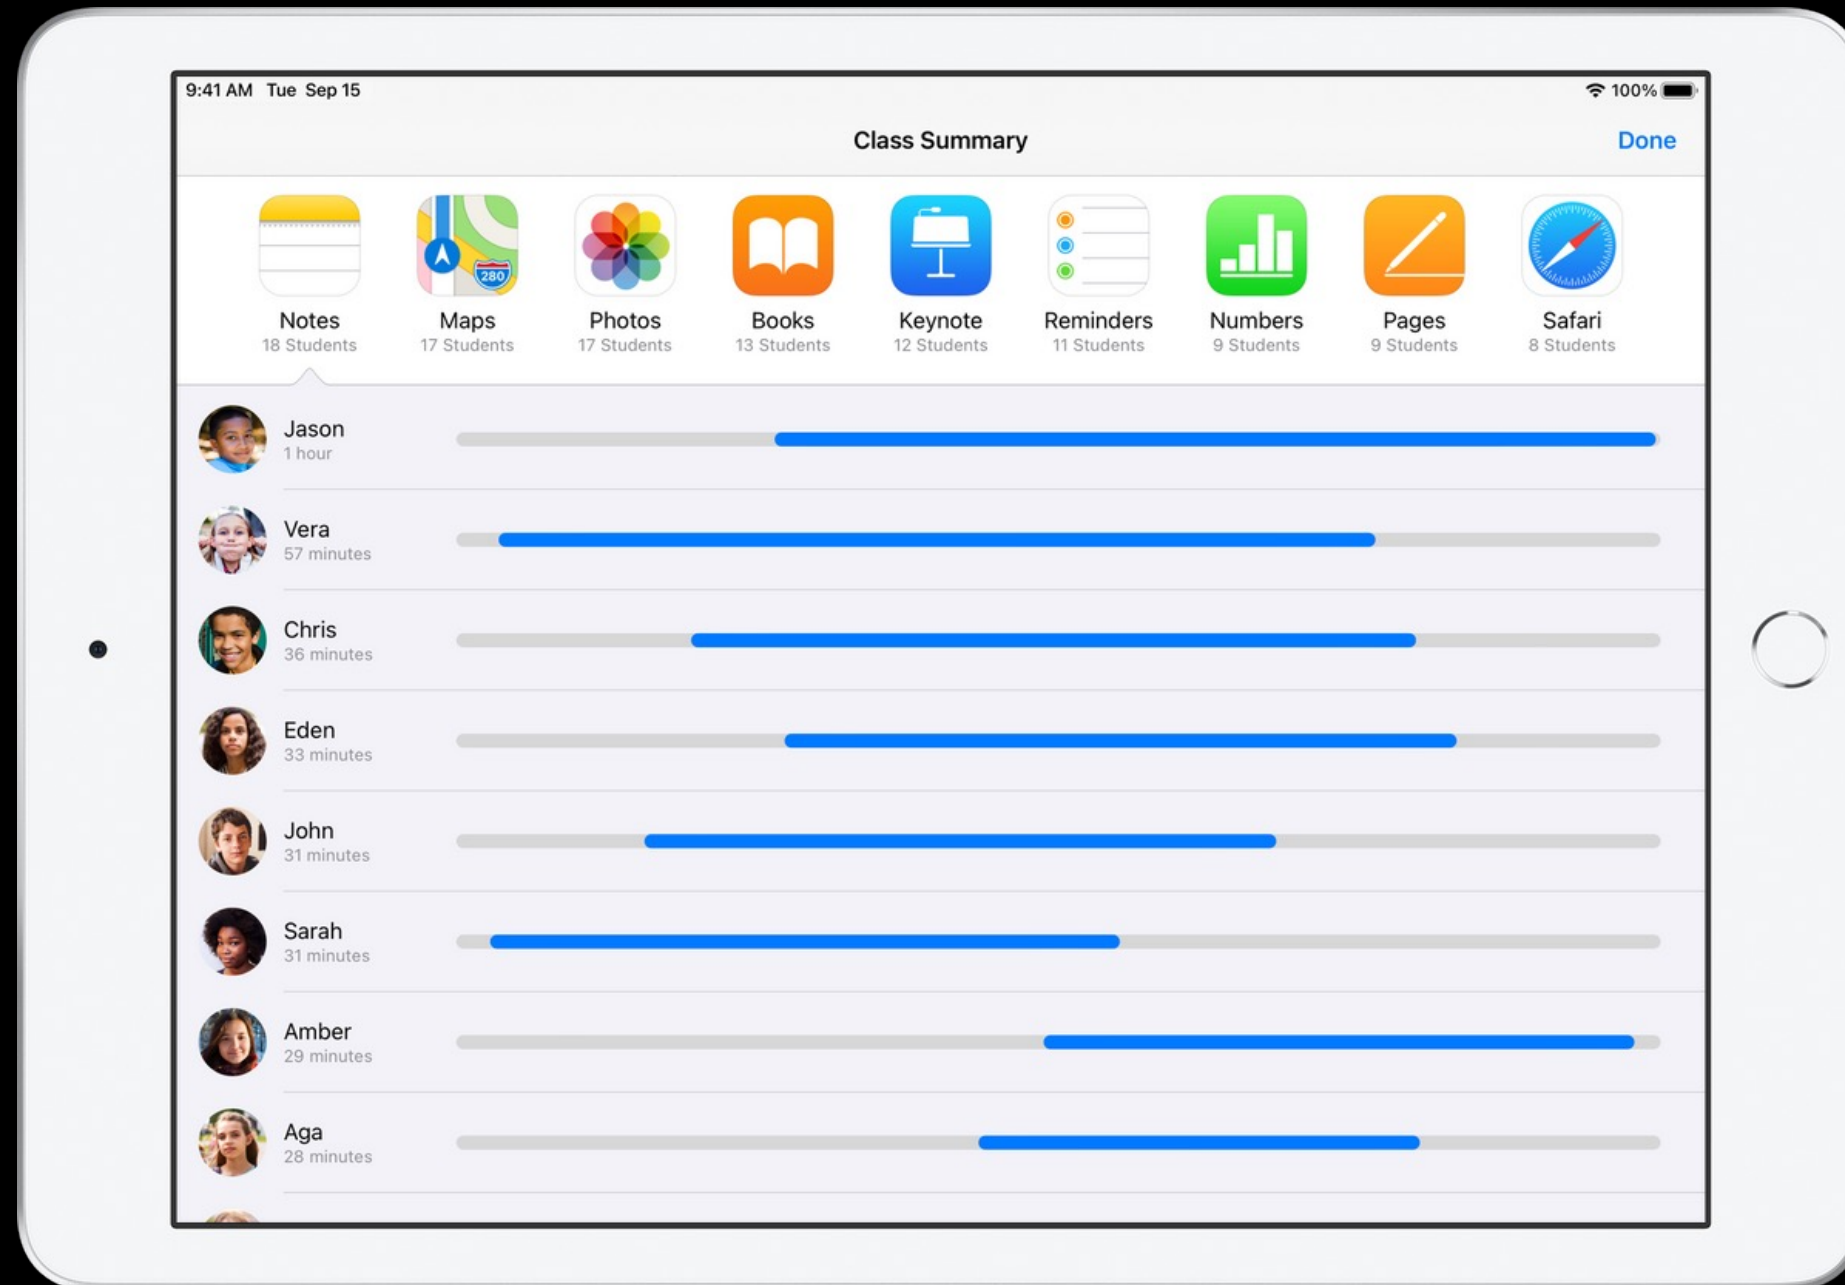 9:41 AM Tue Sep 15
100%
Class Summary
Done
280
Notes
18 Students
Maps
17 Students
Photos
17 Students
Books
13 Students
Keynote
12 Students
Reminders
11 Students
Numbers
9 Students
Pages
9 Students
Safari
8 Students
Jason
1 hour
Vera
57 minutes
Chris
36 minutes
Eden
33 minutes
John
31 minutes
Sarah
31 minutes
Amber
29 minutes
Aga
28 minutes